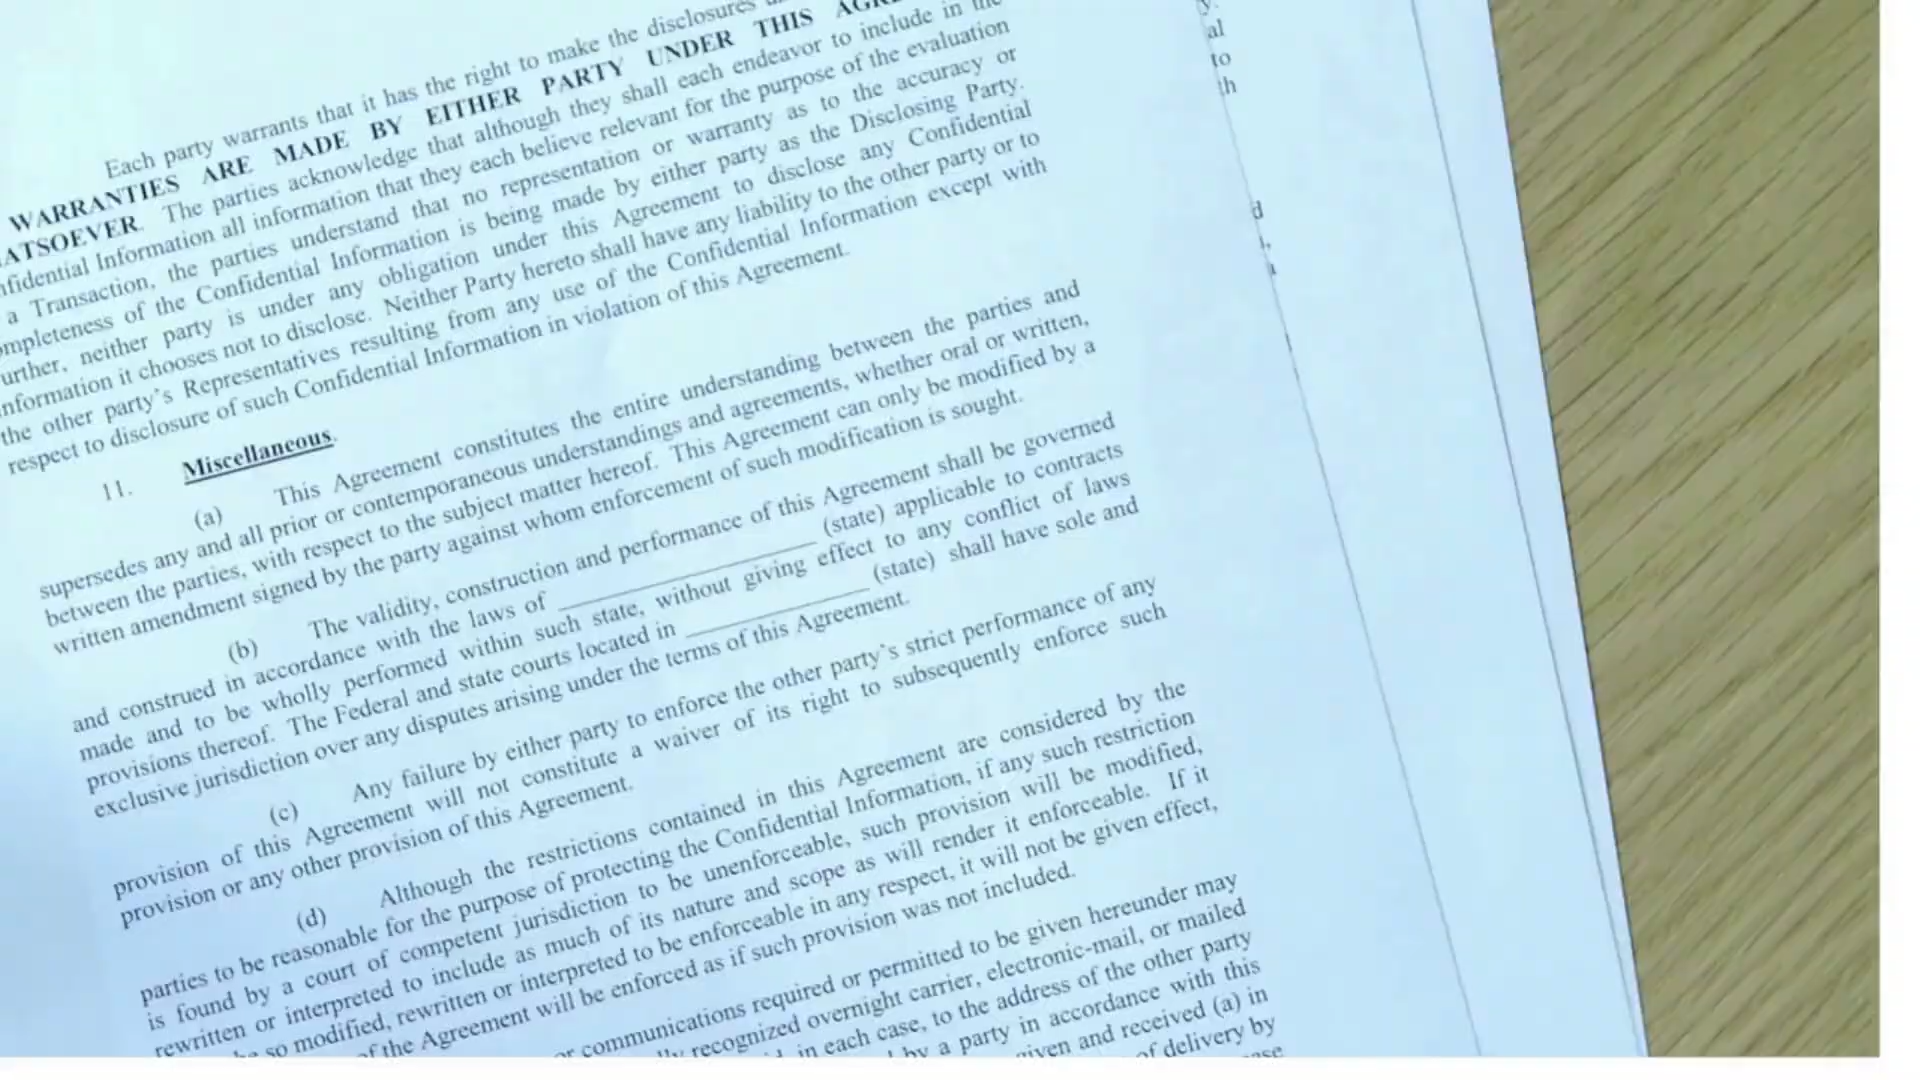 Each party warrants that it has the right to make the disclosures
WARRANTIES ARE MADE BY EITHER PARTY UNDER THIS
ATSOEVER. The parties acknowledge that although they shall each endeavor to include in the
nfidential Information all information that they each believe relevant for the purpose of the evaluation
a Transaction, the parties understand that no representation or warranty as to the accuracy or
mpleteness of the Confidential Information is being made by either party as the Disclosing Party.
urther, neither party is under any obligation under this Agreement to disclose any Confidential
nformation it chooses not to disclose. Neither Party hereto shall have any liability to the other party or to
the other party's Representatives resulting from any use of the Confidential Information except with
respect to disclosure of such Confidential Information in violation of this Agreement.
11. Miscellaneous.
(a) This Agreement constitutes the entire understanding between the parties and
supersedes any and all prior or contemporaneous understandings and agreements, whether oral or written,
between the parties, with respect to the subject matter hereof. This Agreement can only be modified by a
written amendment signed by the party against whom enforcement of such modification is sought.
(b) The validity, construction and performance of this Agreement shall be governed
and construed in accordance with the laws of ____________ (state) applicable to contracts
made and to be wholly performed within such state, without giving effect to any conflict of laws
provisions thereof. The Federal and state courts located in ____________ (state) shall have sole and
exclusive jurisdiction over any disputes arising under the terms of this Agreement.
(c) Any failure by either party to enforce the other party's strict performance of any
provision of this Agreement will not constitute a waiver of its right to subsequently enforce such
provision or any other provision of this Agreement.
(d) Although the restrictions contained in this Agreement are considered by the
parties to be reasonable for the purpose of protecting the Confidential Information, if any such restriction
is found by a court of competent jurisdiction to be unenforceable, such provision will be modified,
rewritten or interpreted to include as much of its nature and scope as will render it enforceable. If it
so modified, rewritten or interpreted to be enforceable in any respect, it will not be given effect,
of the Agreement will be enforced as if such provision was not included.
or communications required or permitted to be given hereunder may
recognized overnight carrier, electronic-mail, or mailed
in each case, to the address of the other party
by a party in accordance with this
given and received (a) in
of delivery by
al
to
th
d